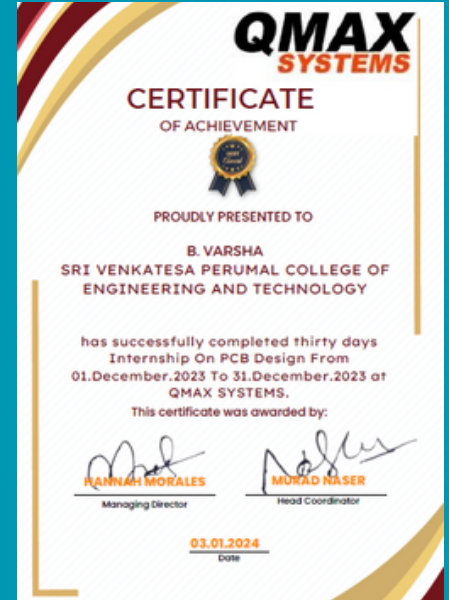 QMAX
SYSTEMS
CERTIFICATE
OF ACHIEVEMENT
PROUDLY PRESENTED TO
B. VARSHA
SRI VENKATESA PERUMAL COLLEGE OF
ENGINEERING AND TECHNOLOGY
has successfully completed thirty days
Internship On PCB Design From
01.December.2023 To 31.December.2023 at
QMAX SYSTEMS.
This certificate was awarded by:
HANNAH MORALES
Managing Director
MURAD NASER
Head Coordinator
03.01.2024
Date